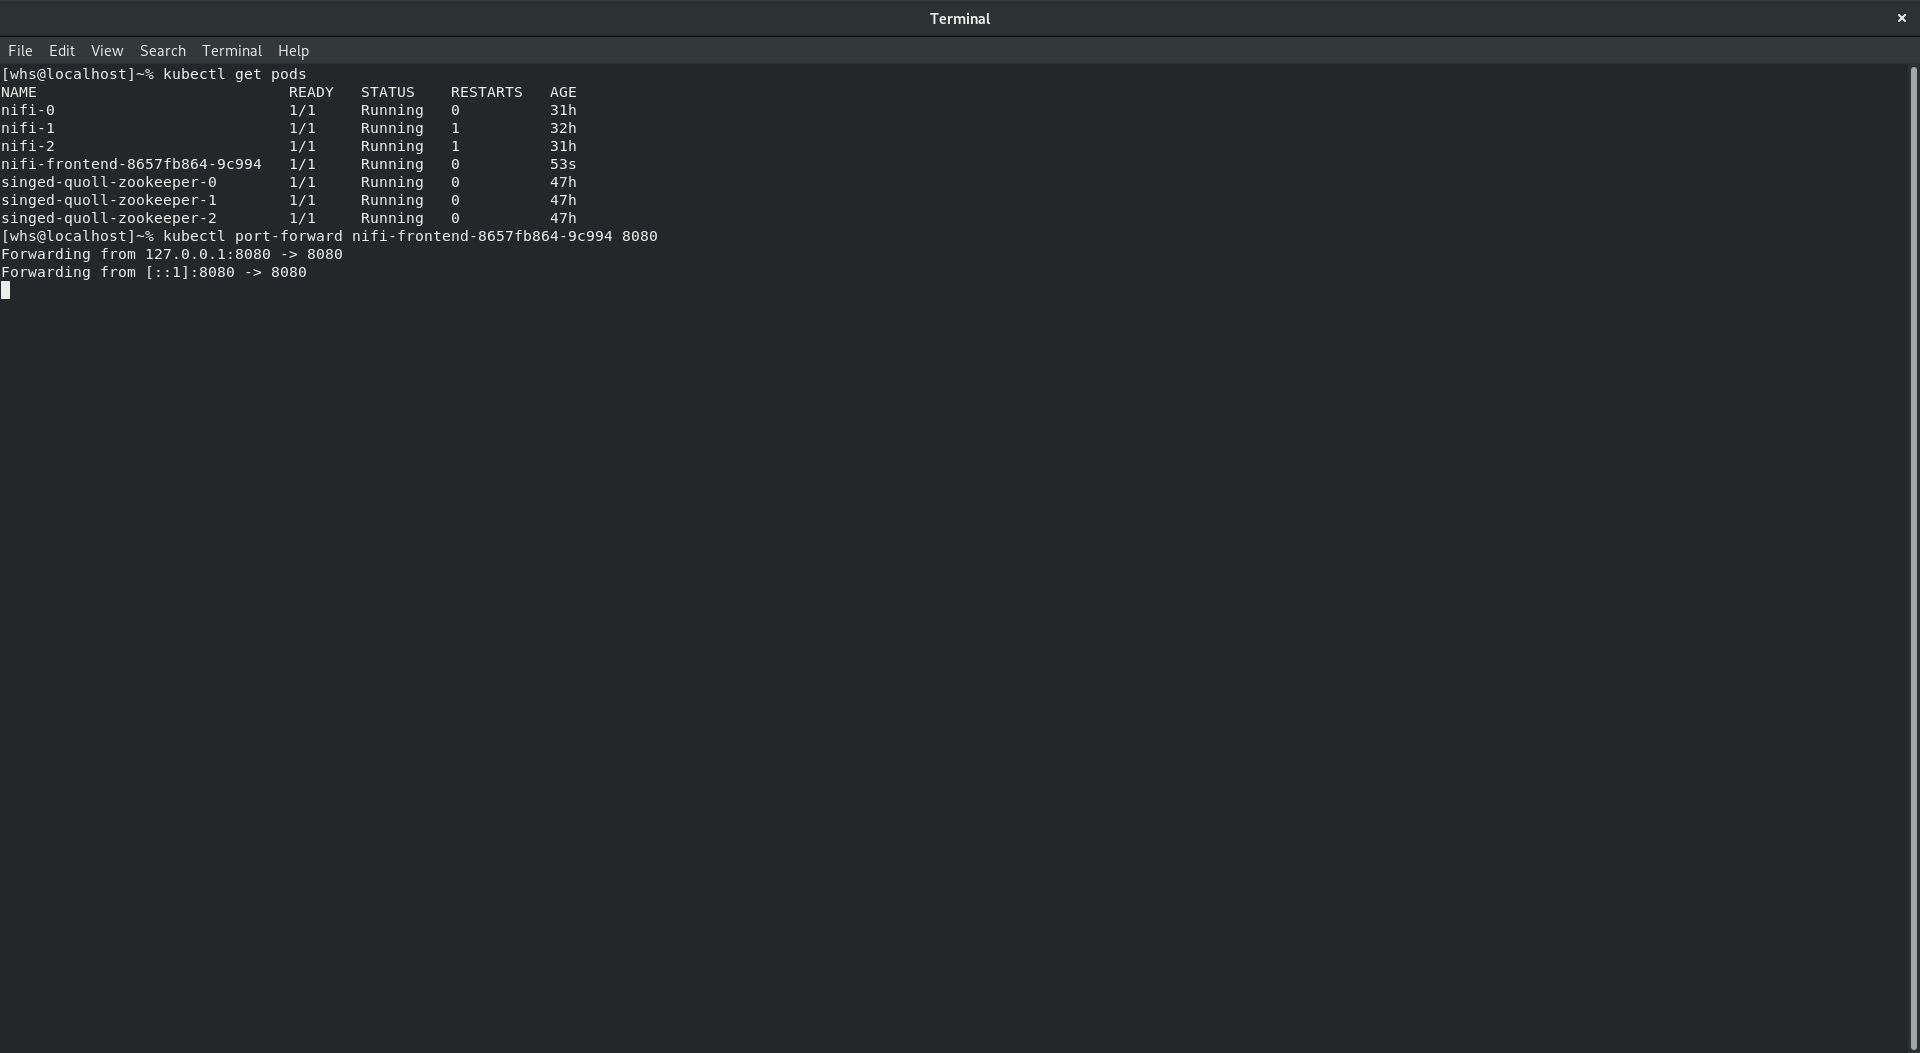 Terminal
File Edit View Search Terminal Help
[whs@localhost]~% kubectl get pods
NAME                            READY   STATUS    RESTARTS   AGE
nifi-0                          1/1     Running   0          31h
nifi-1                          1/1     Running   1          32h
nifi-2                          1/1     Running   1          31h
nifi-frontend-8657fb864-9c994   1/1     Running   0          53s
singed-quoll-zookeeper-0        1/1     Running   0          47h
singed-quoll-zookeeper-1        1/1     Running   0          47h
singed-quoll-zookeeper-2        1/1     Running   0          47h
[whs@localhost]~% kubectl port-forward nifi-frontend-8657fb864-9c994 8080
Forwarding from 127.0.0.1:8080 -> 8080
Forwarding from [::1]:8080 -> 8080